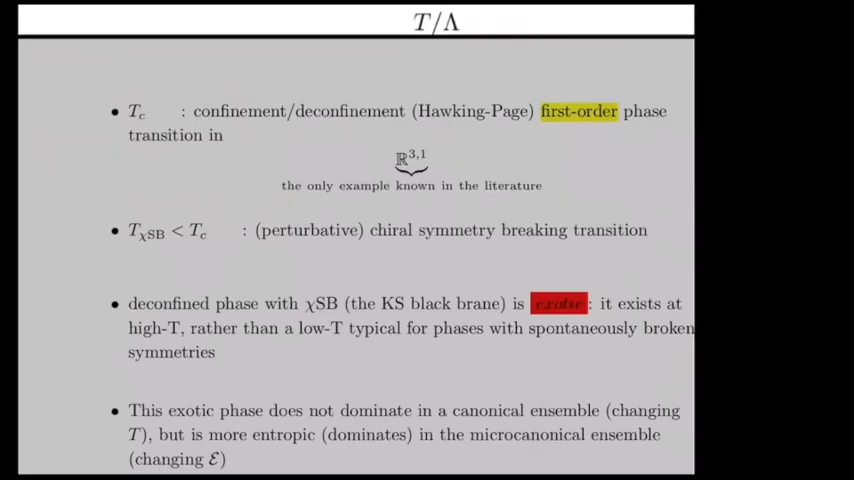 T/Λ
• T_c : confinement/deconfinement (Hawking-Page) first-order phase
transition in
ℝ^{3,1}
the only example known in the literature
• T_{χSB} < T_c : (perturbative) chiral symmetry breaking transition
• deconfined phase with χSB (the KS black brane) is exotic : it exists at
high-T, rather than a low-T typical for phases with spontaneously broken
symmetries
• This exotic phase does not dominate in a canonical ensemble (changing
T), but is more entropic (dominates) in the microcanonical ensemble
(changing ℰ)